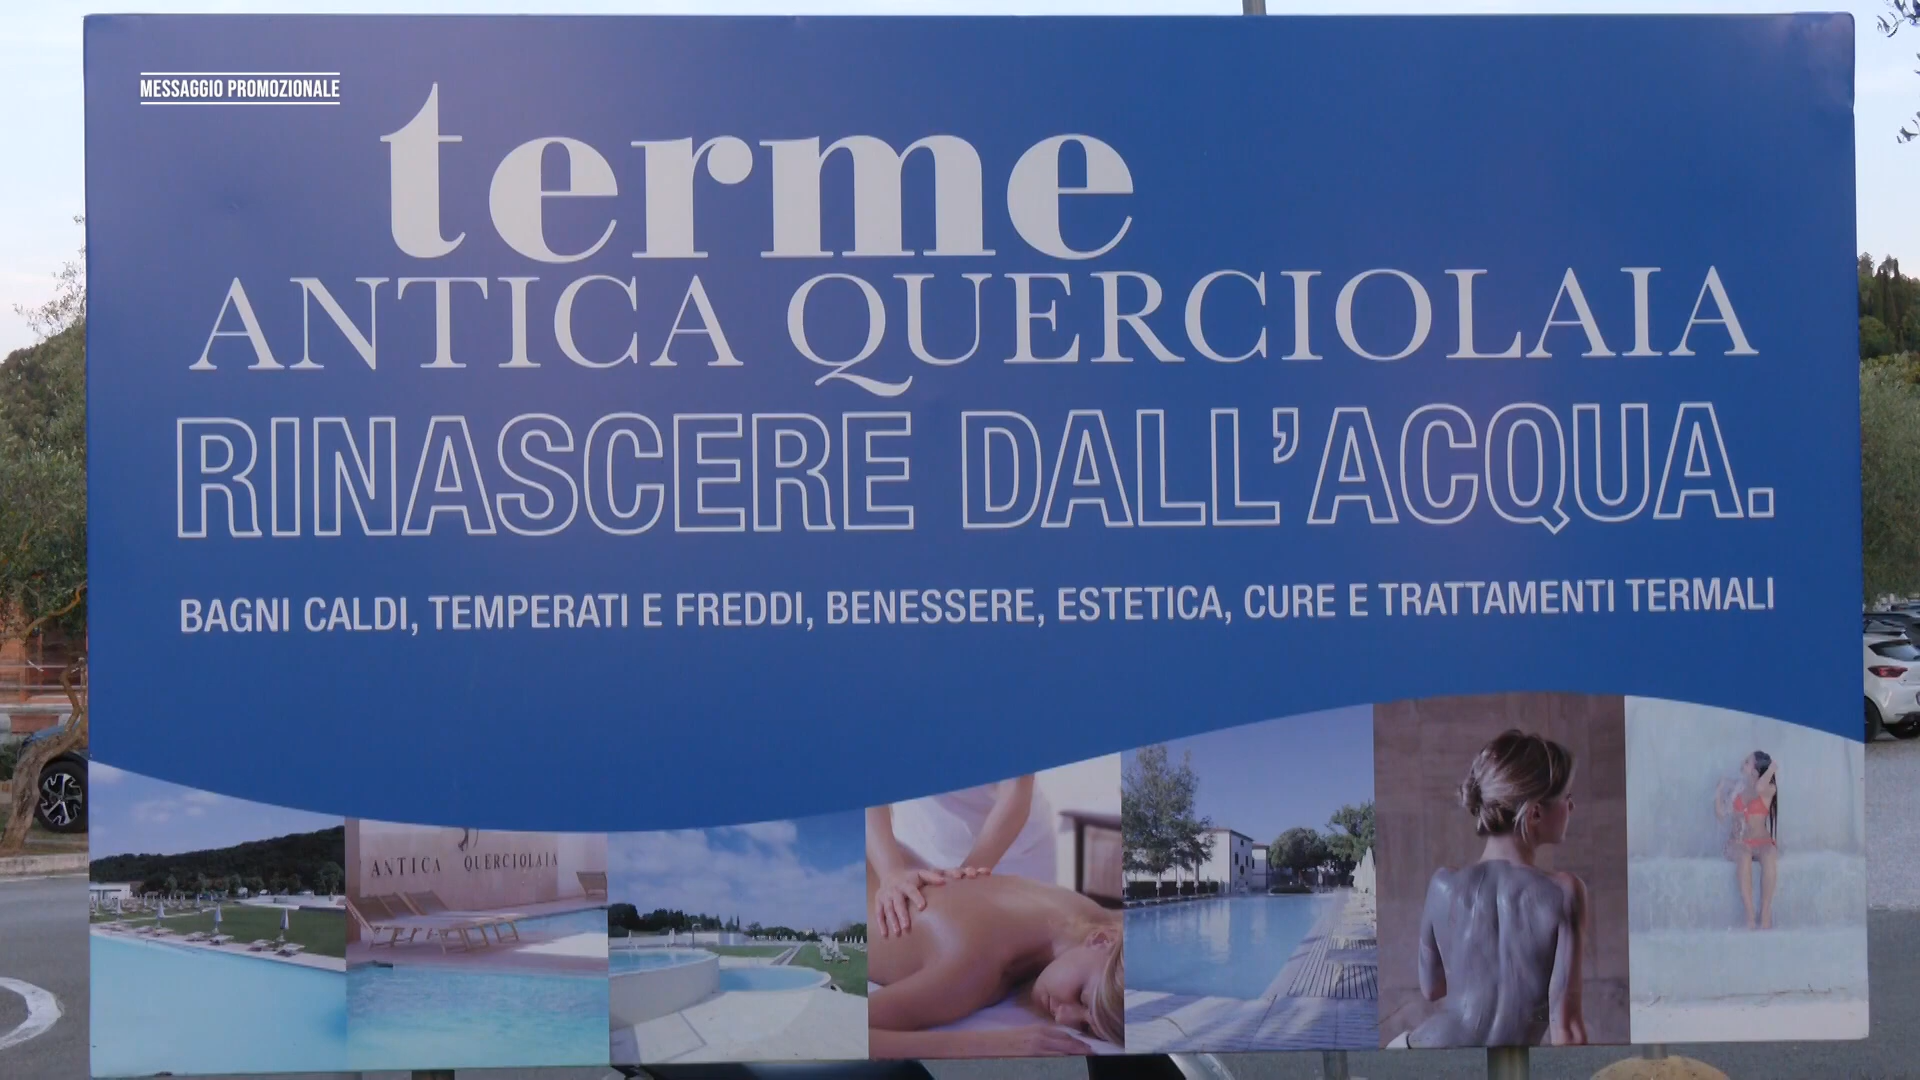 MESSAGGIO PROMOZIONALE
terme
ANTICA QUERCIOLAIA
RINASCERE DALL'ACQUA.
BAGNI CALDI, TEMPERATI E FREDDI, BENESSERE, ESTETICA, CURE E TRATTAMENTI TERMALI
ANTICA QUERCIOLAIA